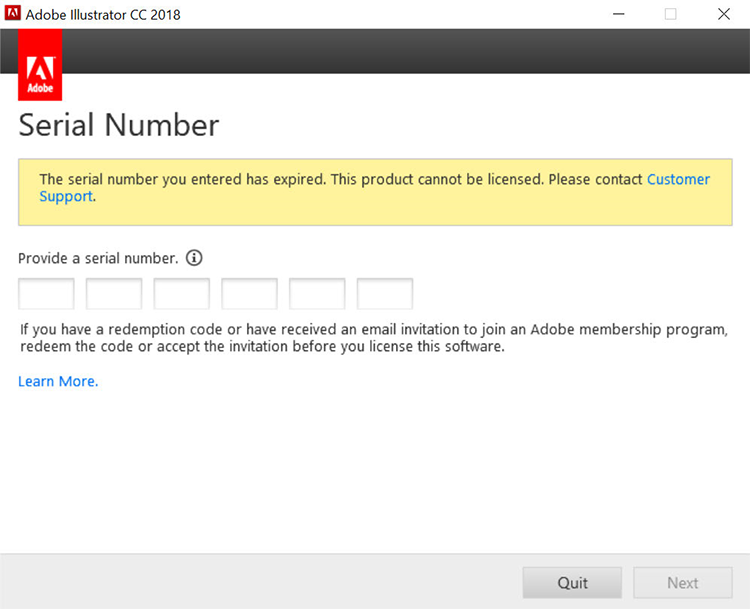 Adobe Illustrator CC 2018
Adobe
Serial Number
The serial number you entered has expired. This product cannot be licensed. Please contact Customer
Support.
Provide a serial number.
If you have a redemption code or have received an email invitation to join an Adobe membership program,
redeem the code or accept the invitation before you license this software.
Learn More.
Quit Next